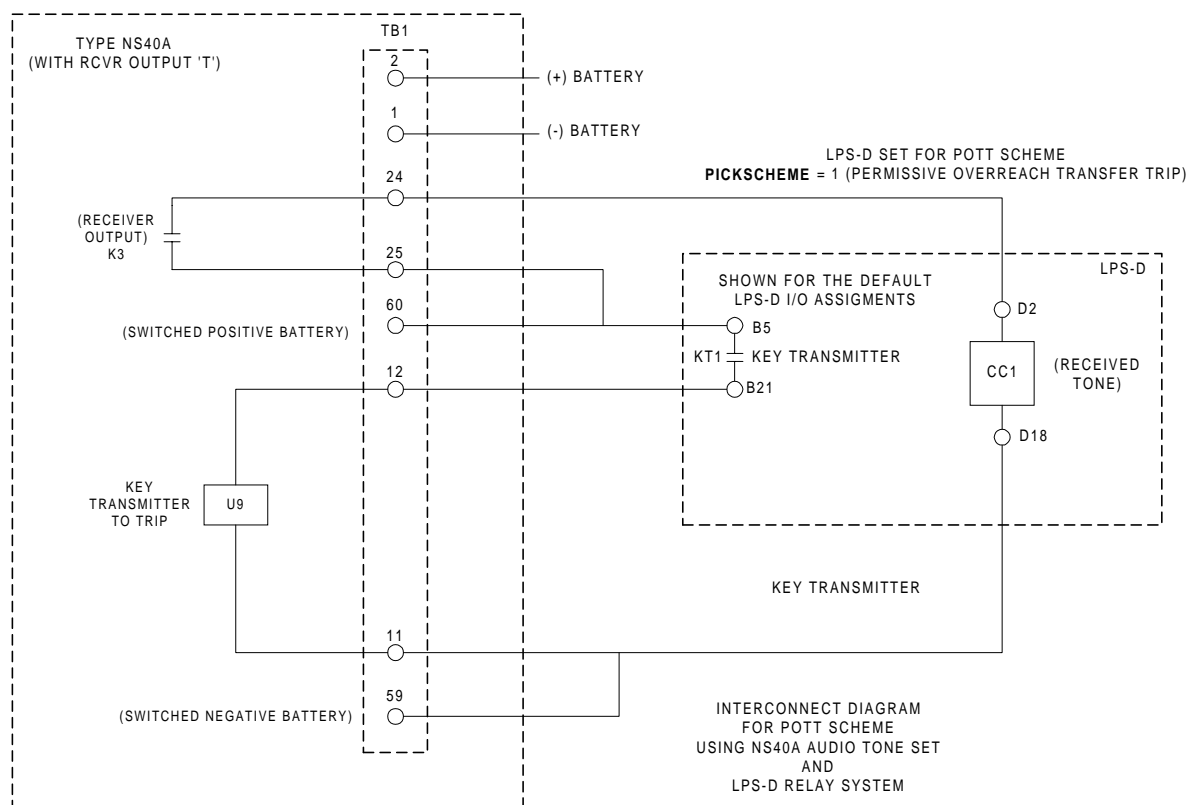 TYPE NS40A
(WITH RCVR OUTPUT 'T')
TB1
2
(+) BATTERY
1
(-) BATTERY
LPS-D SET FOR POTT SCHEME
PICKSCHEME = 1 (PERMISSIVE OVERREACH TRANSFER TRIP)
24
(RECEIVER
OUTPUT)
K3
25
LPS-D
SHOWN FOR THE DEFAULT
LPS-D I/O ASSIGMENTS
60
(SWITCHED POSITIVE BATTERY)
B5
D2
KT1
KEY TRANSMITTER
12
B21
CC1
(RECEIVED
TONE)
D18
KEY
TRANSMITTER
TO TRIP
U9
KEY TRANSMITTER
11
59
(SWITCHED NEGATIVE BATTERY)
INTERCONNECT DIAGRAM
FOR POTT SCHEME
USING NS40A AUDIO TONE SET
AND
LPS-D RELAY SYSTEM